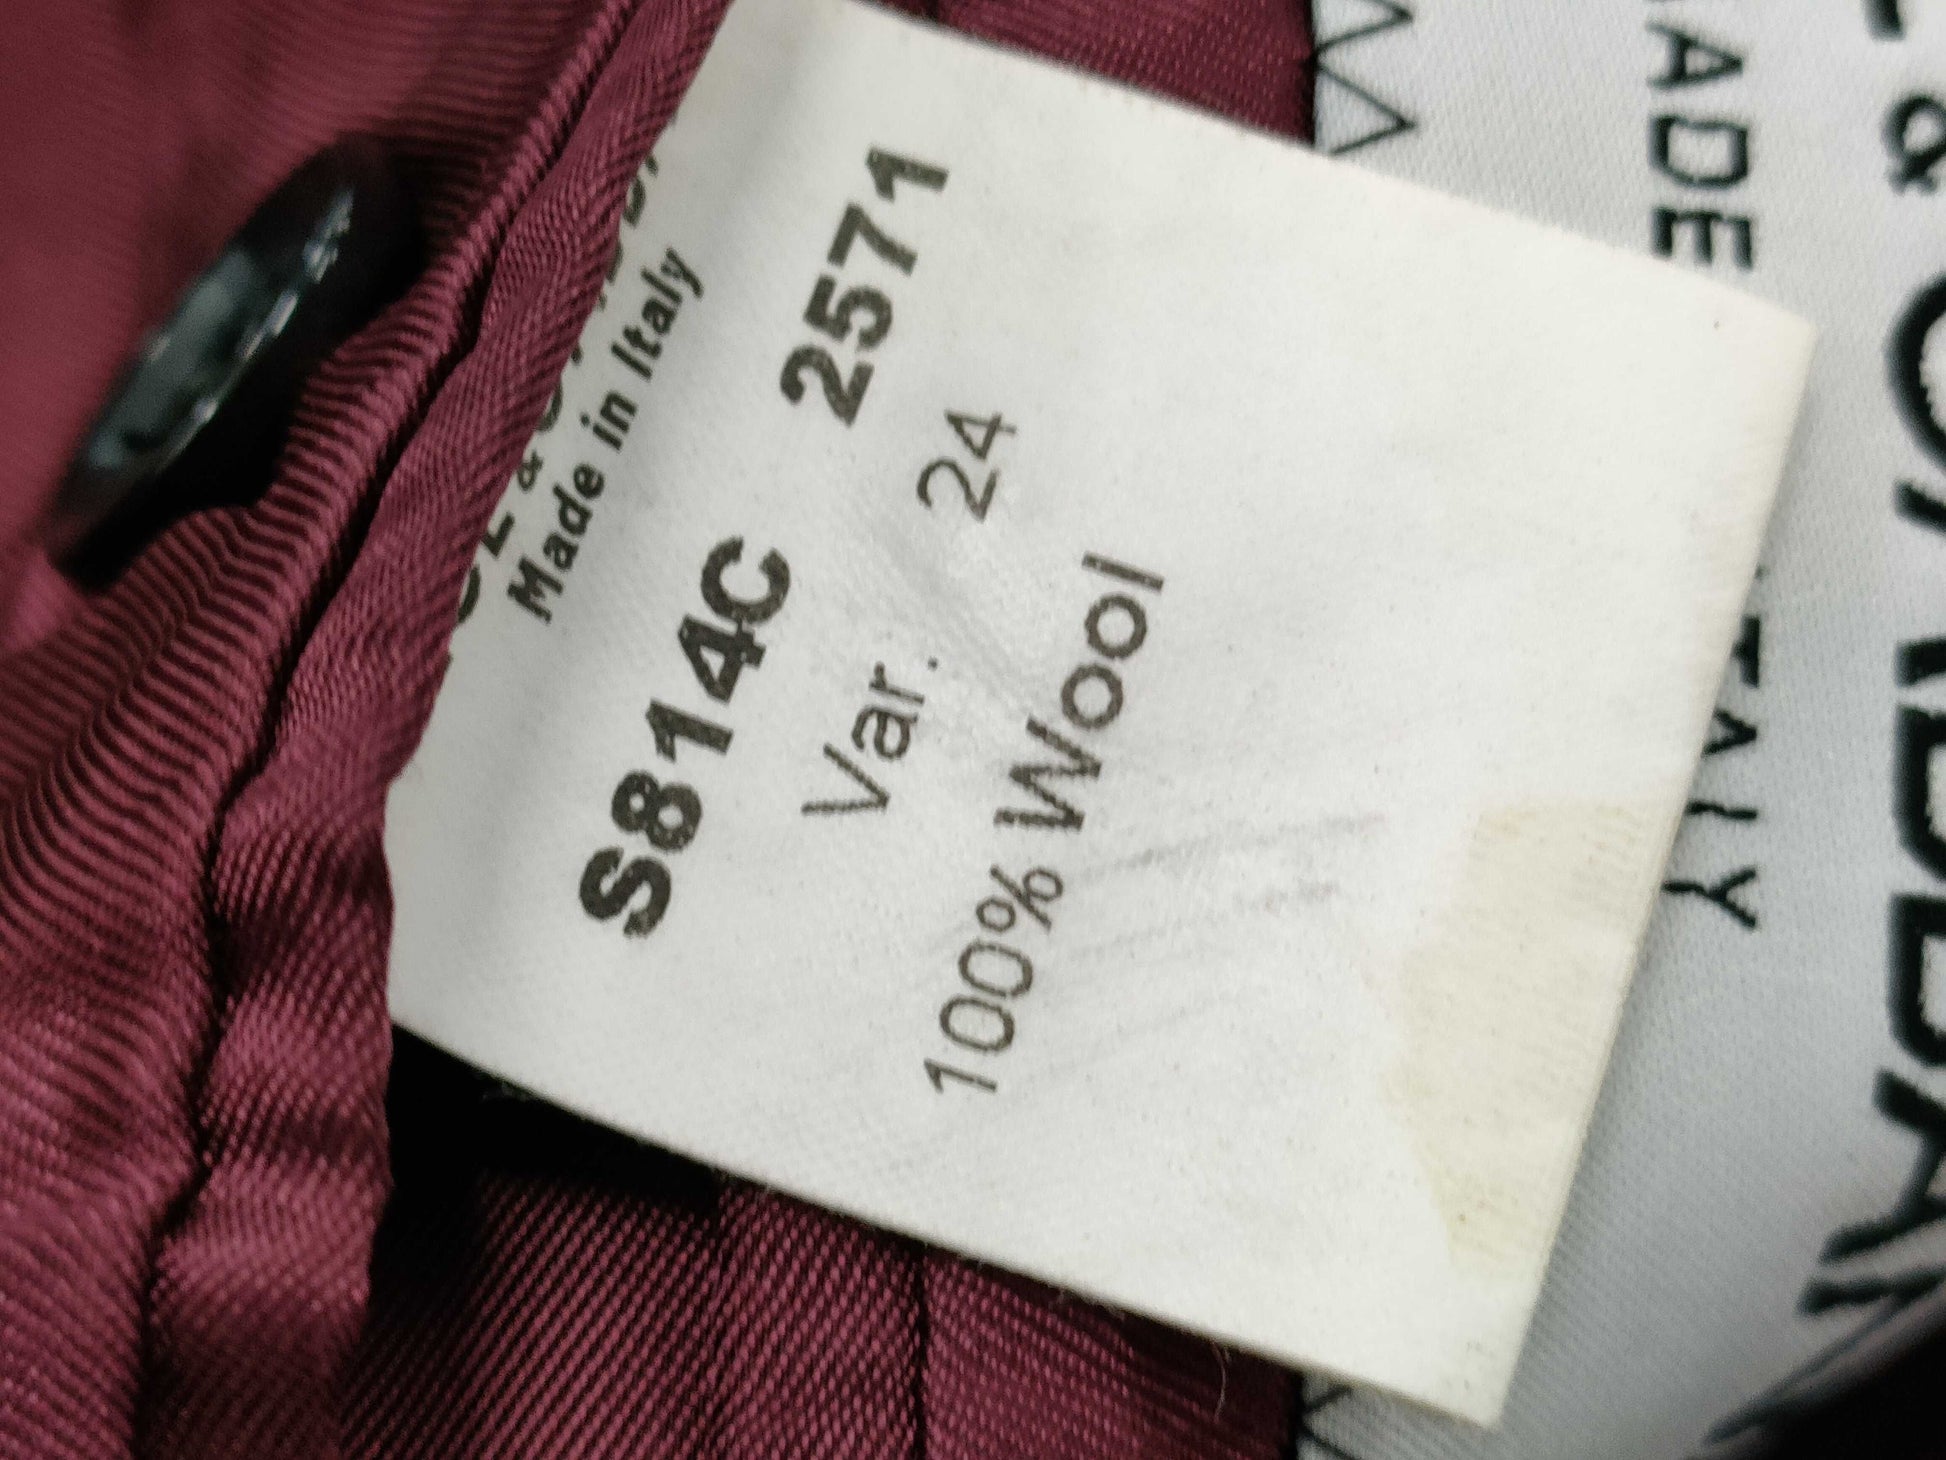 Made in Italy
S814C 2571
Var. 24
100% Wool
MADE
ITALY
&